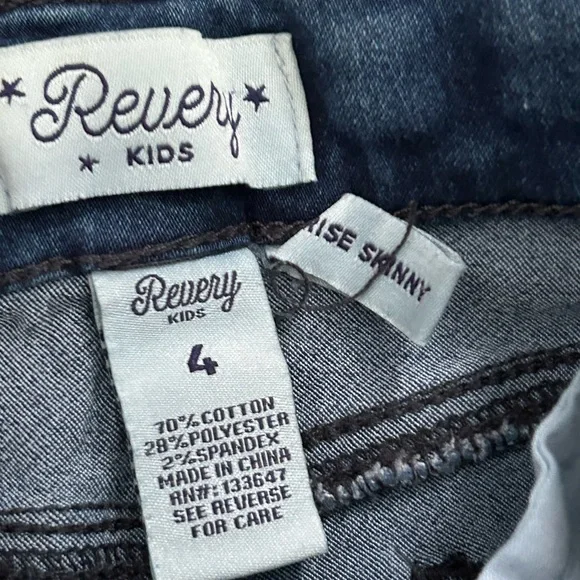 Revery
KIDS
RISE SKINNY
Revery
KIDS
4
70% COTTON
28% POLYESTER
2% SPANDEX
MADE IN CHINA
RN#: 133647
SEE REVERSE
FOR CARE